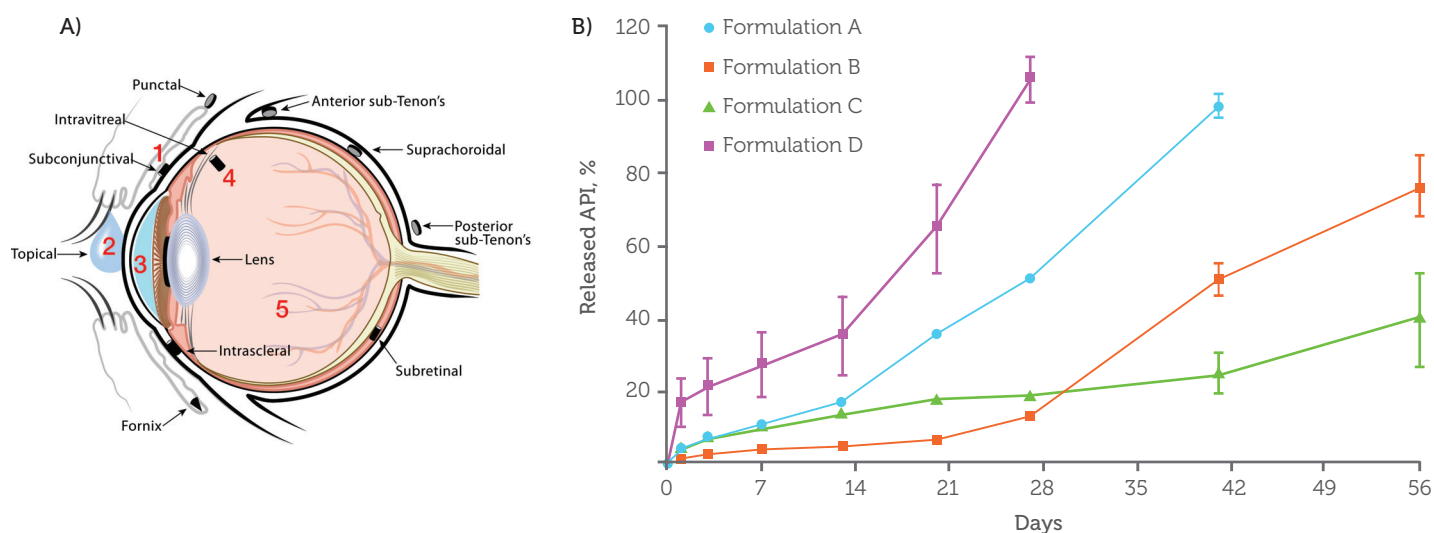 A)
Punctal
Anterior sub-Tenon's
Intravitreal
1
Subconjunctival
Suprachoroidal
4
2
3
Topical
Lens
Posterior
sub-Tenon's
5
Intrascleral
Subretinal
Fornix
B)
Formulation A
Formulation B
Formulation C
Formulation D
Released API, %
120
100
80
60
40
20
0 7 14 21 28 35 42 49 56
Days